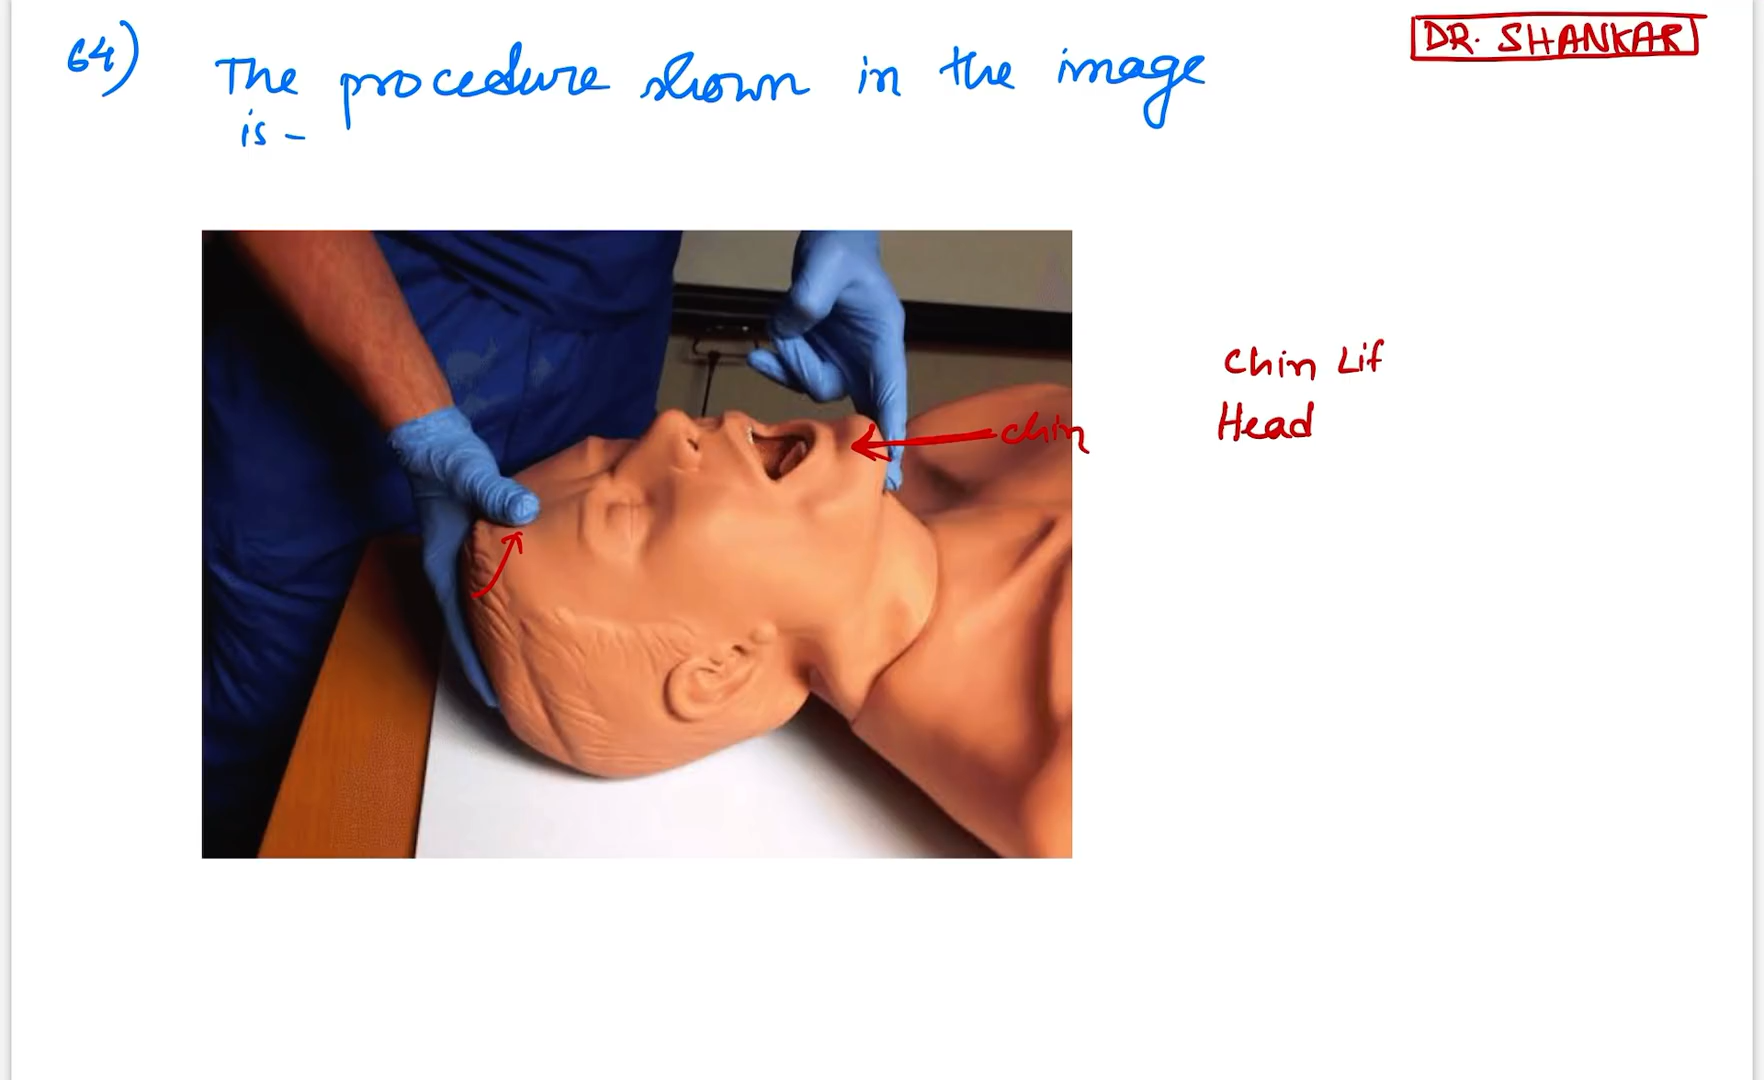 64) The procedure shown in the image
is -
DR. SHANKAR
Chin Lif
Head
chin